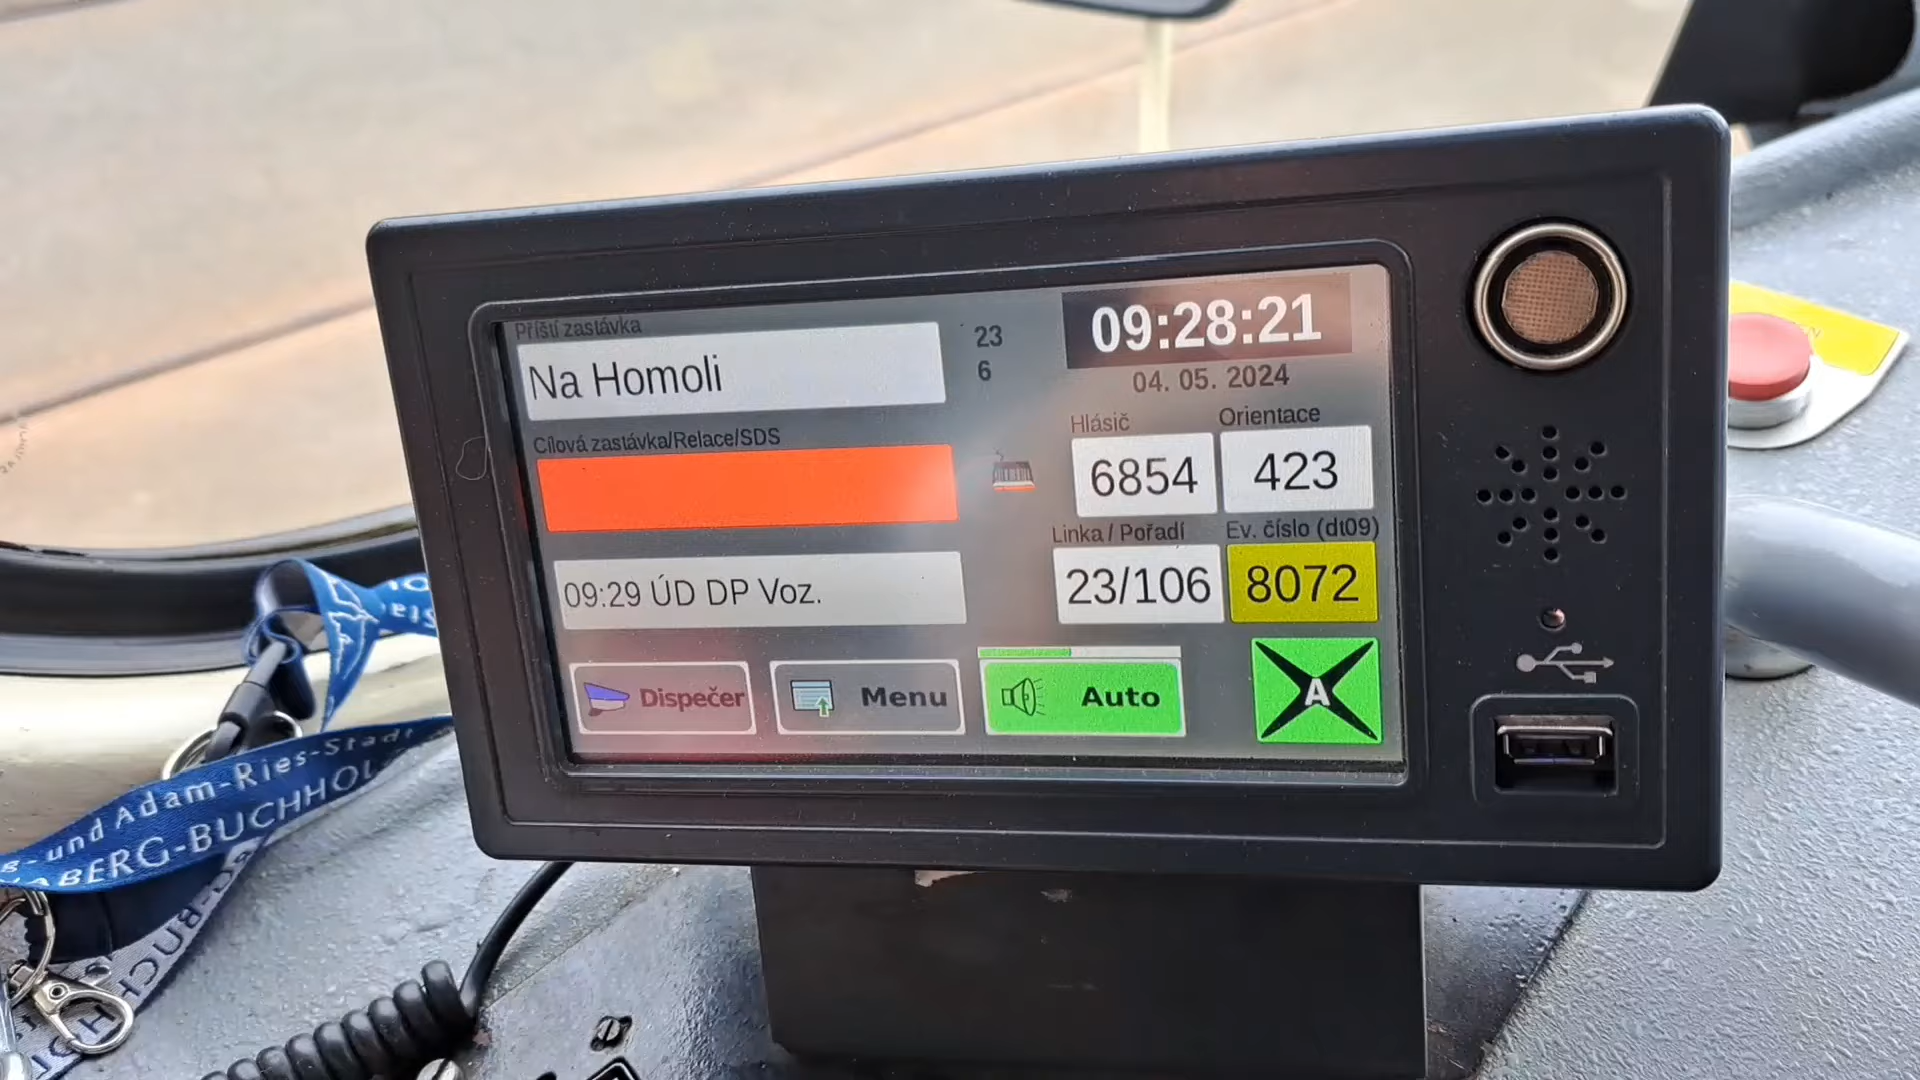 Příští zastávka
Na Homoli
23
6
09:28:21
04. 05. 2024
Cílová zastávka/Relace/SDS
Hlásič
Orientace
6854
423
Linka / Pořadí
Ev. číslo (dt09)
09:29 ÚD DP Voz.
23/106
8072
Dispečer
Menu
Auto
A
g- und Adam-Ries-Stadt
ABERG-BUCHHOL